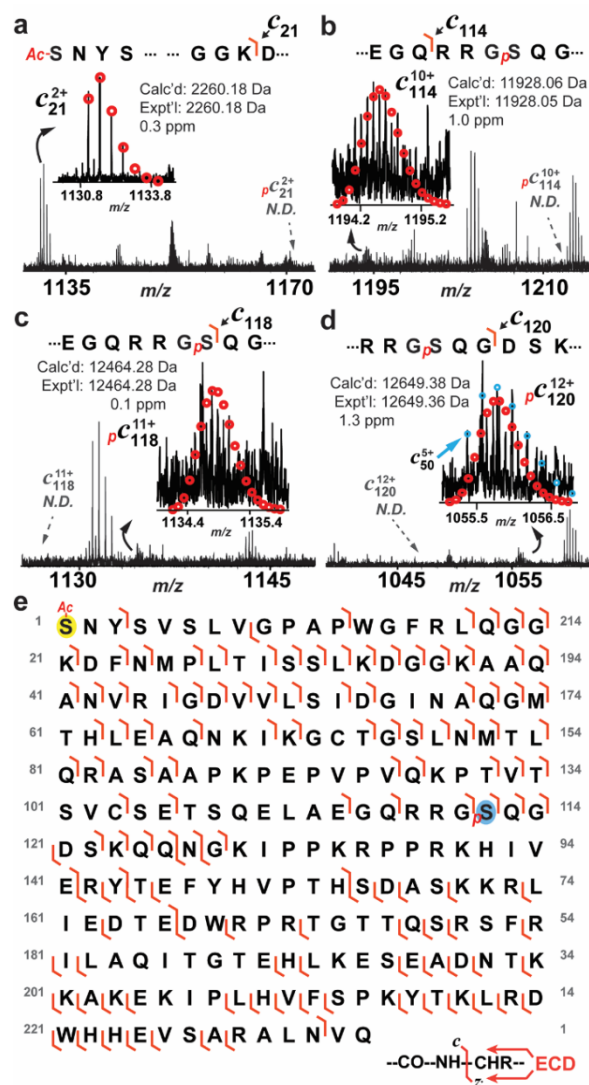 a
c21
Ac-S N Y S ··· ··· G G K D···
c21 2+
Calc'd: 2260.18 Da
Expt'l: 2260.18 Da
0.3 ppm
pc21 2+
N.D.
1130.8 1133.8
m/z
1135 m/z 1170
b
c114
···E G Q R R G pS Q G···
c114 10+
Calc'd: 11928.06 Da
Expt'l: 11928.05 Da
1.0 ppm
pc114 10+
N.D.
1194.2 1195.2
m/z
1195 m/z 1210
c
c118
···E G Q R R G pS Q G···
Calc'd: 12464.28 Da
Expt'l: 12464.28 Da
0.1 ppm
pc118 11+
c118 11+
N.D.
1134.4 1135.4
m/z
1130 m/z 1145
d
c120
···R R G pS Q G D S K···
Calc'd: 12649.38 Da
Expt'l: 12649.36 Da
1.3 ppm
pc120 12+
c50 5+
c120 12+
N.D.
1055.5 1056.5
m/z
1045 m/z 1055
e
Ac
1 S N Y S V S L V G P A P W G F R L Q G G 214
21 K D F N M P L T I S S L K D G G K A A Q 194
41 A N V R I G D V V L S I D G I N A Q G M 174
61 T H L E A Q N K I K G C T G S L N M T L 154
81 Q R A S A A P K P E P V P V Q K P T V T 134
101 S V C S E T S Q E L A E G Q R R G pS Q G 114
121 D S K Q Q N G K I P P K R P P R K H I V 94
141 E R Y T E F Y H V P T H S D A S K K R L 74
161 I E D T E D W R P R T G T T Q S R S F R 54
181 I L A Q I T G T E H L K E S E A D N T K 34
201 K A K E K I P L H V F S P K Y T K L R D 14
221 W H H E V S A R A L N V Q 1
c
--CO--NH--CHR-- ECD
z·